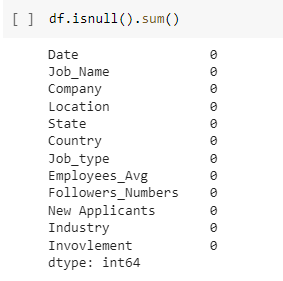 [ ] df.isnull().sum()
Date 0
Job_Name 0
Company 0
Location 0
State 0
Country 0
Job_type 0
Employees_Avg 0
Followers_Numbers 0
New Applicants 0
Industry 0
Invovlement 0
dtype: int64